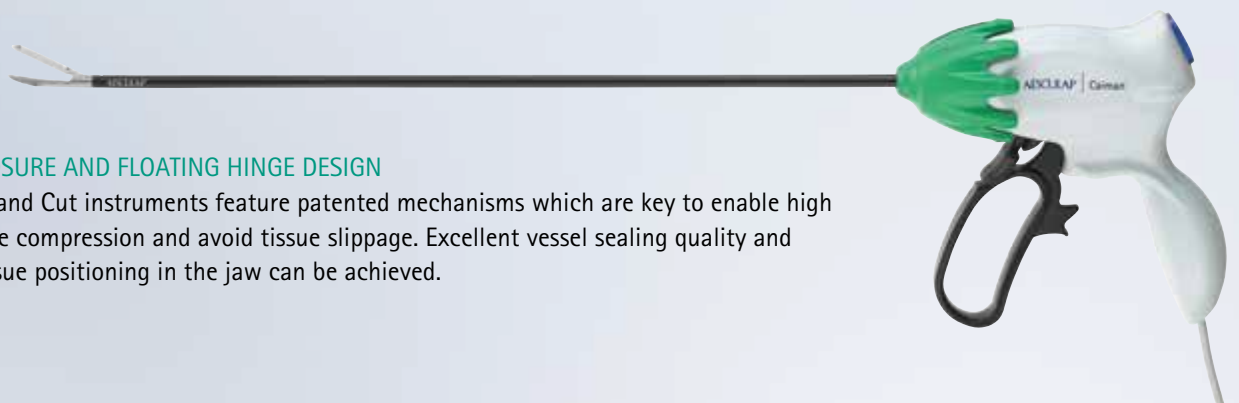 AESCULAP
AESCULAP | Caiman
SURE AND FLOATING HINGE DESIGN
and Cut instruments feature patented mechanisms which are key to enable high
e compression and avoid tissue slippage. Excellent vessel sealing quality and
sue positioning in the jaw can be achieved.